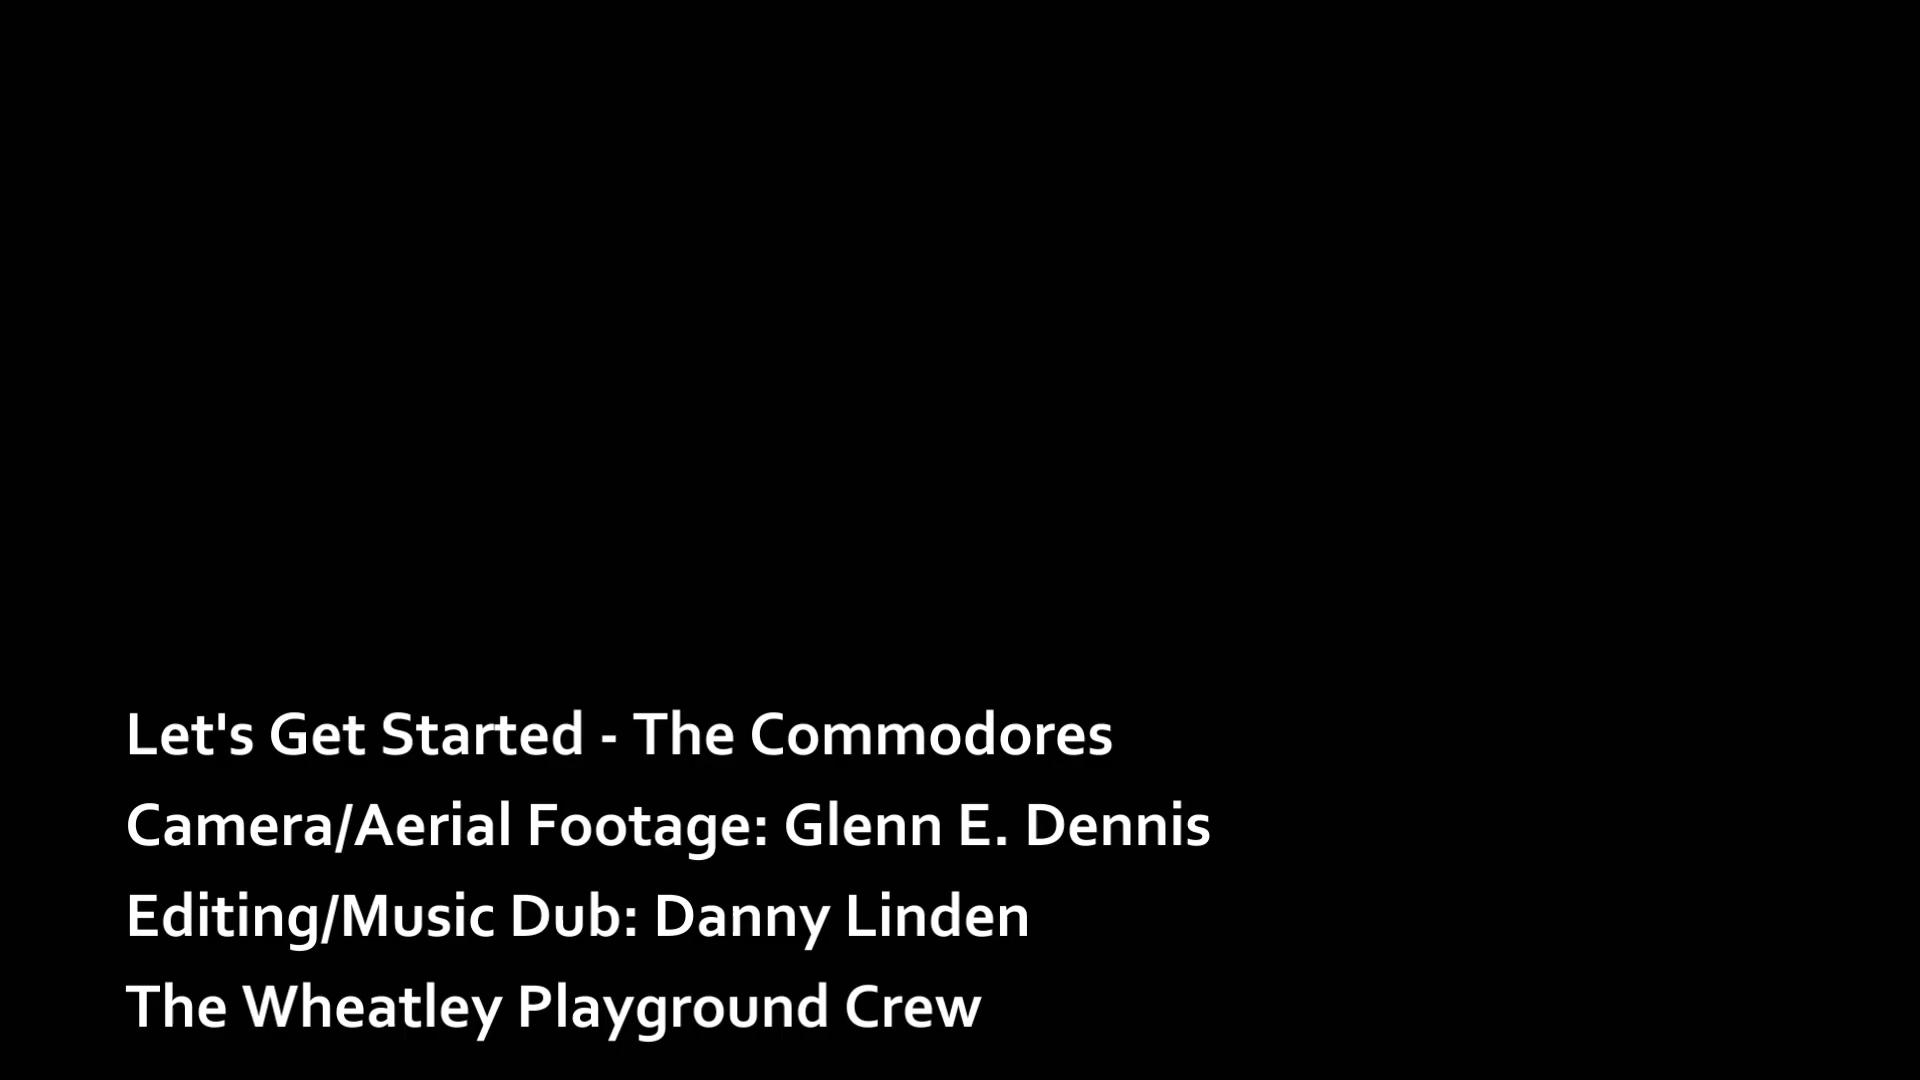 Let's Get Started - The Commodores
Camera/Aerial Footage: Glenn E. Dennis
Editing/Music Dub: Danny Linden
The Wheatley Playground Crew